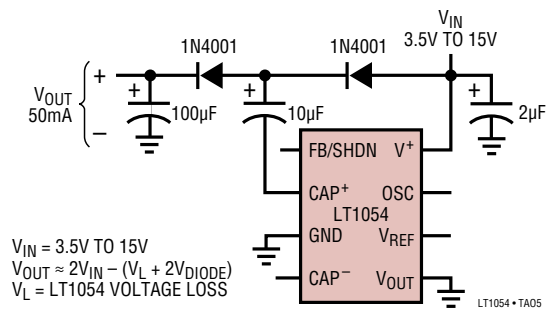 V_IN
3.5V TO 15V
1N4001
1N4001
+
V_OUT
50mA
–
+
100µF
+
10µF
+
2µF
FB/SHDN
V⁺
CAP⁺
OSC
LT1054
GND
V_REF
CAP⁻
V_OUT
V_IN = 3.5V TO 15V
V_OUT ≈ 2V_IN – (V_L + 2V_DIODE)
V_L = LT1054 VOLTAGE LOSS
LT1054 • TA05